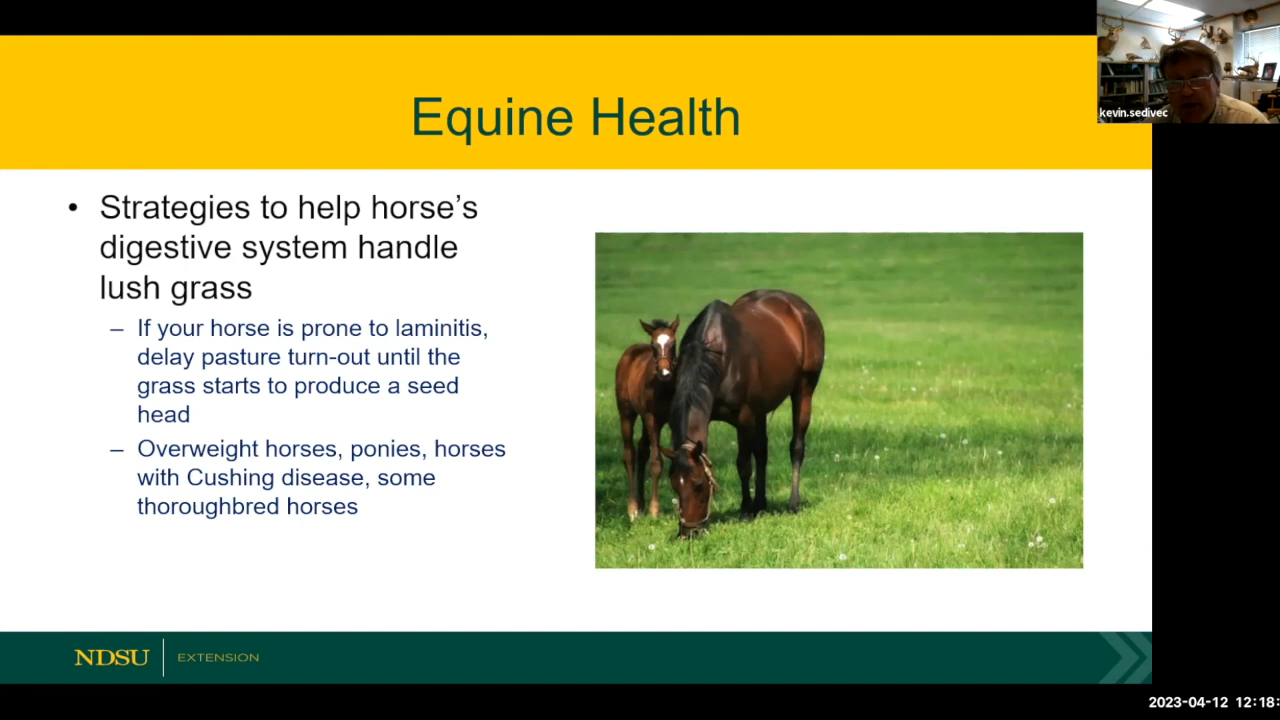 kevin.sedivec
Equine Health
• Strategies to help horse's
digestive system handle
lush grass
– If your horse is prone to laminitis,
delay pasture turn-out until the
grass starts to produce a seed
head
– Overweight horses, ponies, horses
with Cushing disease, some
thoroughbred horses
NDSU EXTENSION
2023-04-12 12:18: